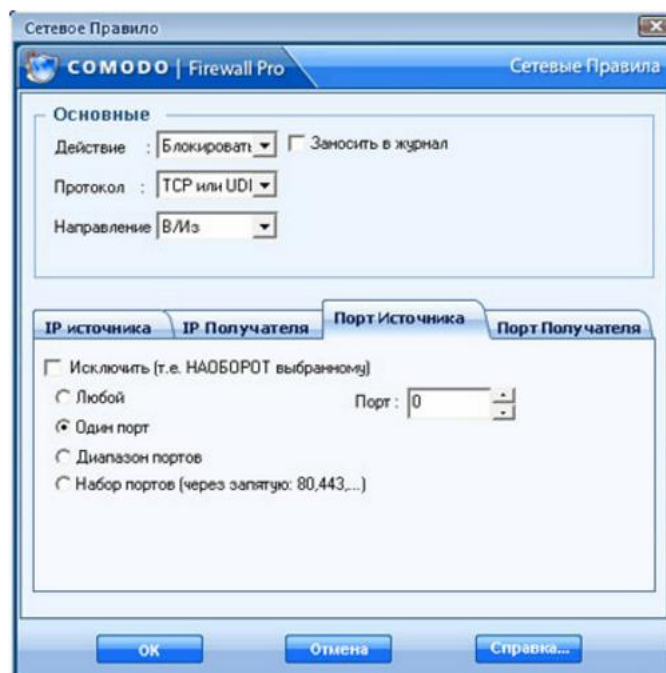 Сетевое Правило
COMODO | Firewall Pro Сетевые Правила
Основные
Действие : Блокировать Заносить в журнал
Протокол : TCP или UDI
Направление В/Из
IP источника IP Получателя Порт Источника Порт Получателя
Исключить (т.е. НАОБОРОТ выбранному)
Любой Порт : 0
Один порт
Диапазон портов
Набор портов (через запятую: 80,443,...)
ОК Отмена Справка...